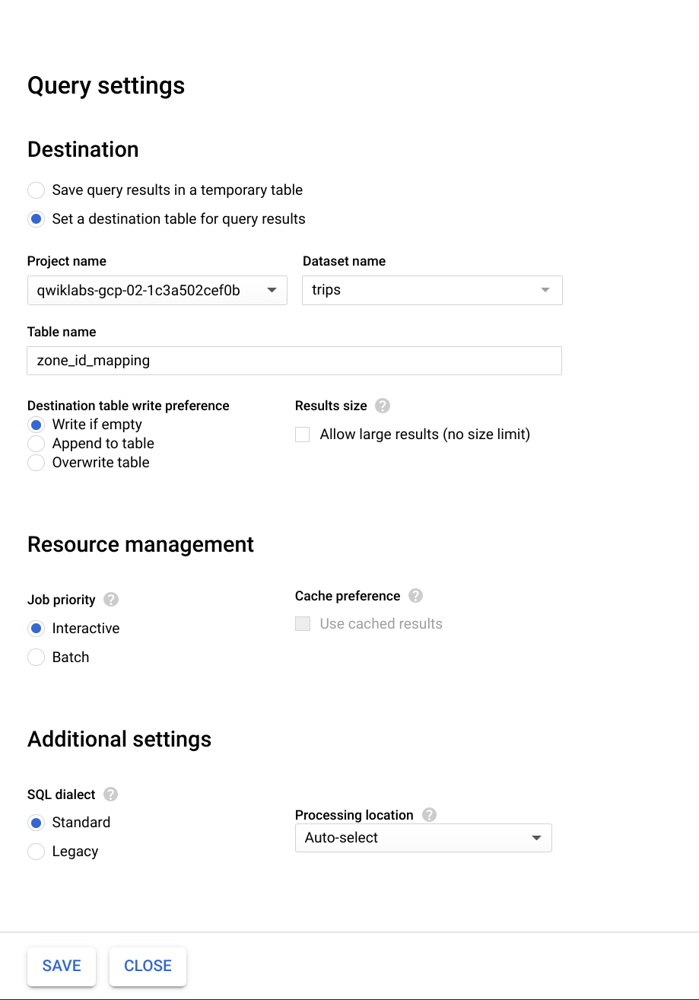 Query settings
Destination
Save query results in a temporary table
Set a destination table for query results
Project name
Dataset name
qwiklabs-gcp-02-1c3a502cef0b
trips
Table name
zone_id_mapping
Destination table write preference
Results size ?
Write if empty
Allow large results (no size limit)
Append to table
Overwrite table
Resource management
Job priority ?
Cache preference ?
Interactive
Use cached results
Batch
Additional settings
SQL dialect ?
Processing location ?
Standard
Auto-select
Legacy
SAVE CLOSE